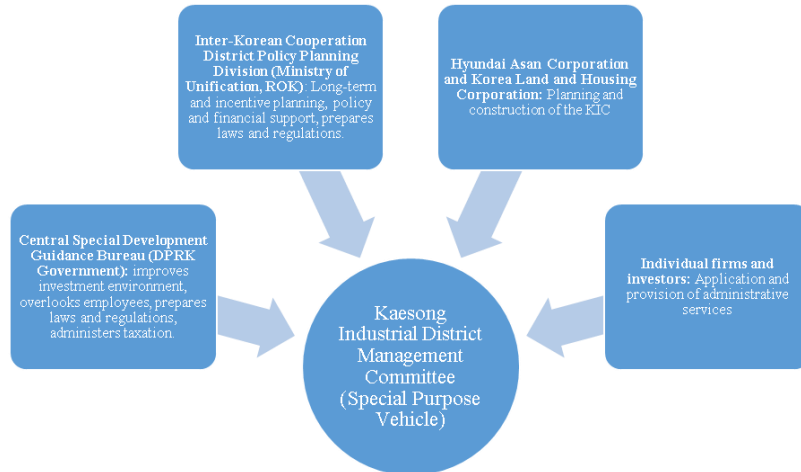 Inter-Korean Cooperation
District Policy Planning
Division (Ministry of
Unification, ROK): Long-term
and incentive planning, policy
and financial support, prepares
laws and regulations.
Hyundai Asan Corporation
and Korea Land and Housing
Corporation: Planning and
construction of the KIC
Central Special Development
Guidance Bureau (DPRK
Government): improves
investment environment,
overlooks employees, prepares
laws and regulations,
administers taxation.
Individual firms and
investors: Application and
provision of administrative
services
Kaesong
Industrial District
Management
Committee
(Special Purpose
Vehicle)